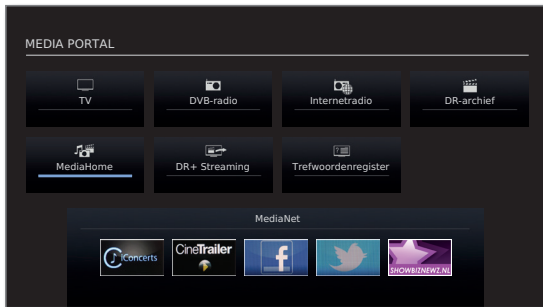 MEDIA PORTAL
TV
DVB-radio
Internetradio
DR-archief
MediaHome
DR+ Streaming
Trefwoordenregister
MediaNet
iConcerts
CineTrailer
f
SHOWBIZNEWZ.NL